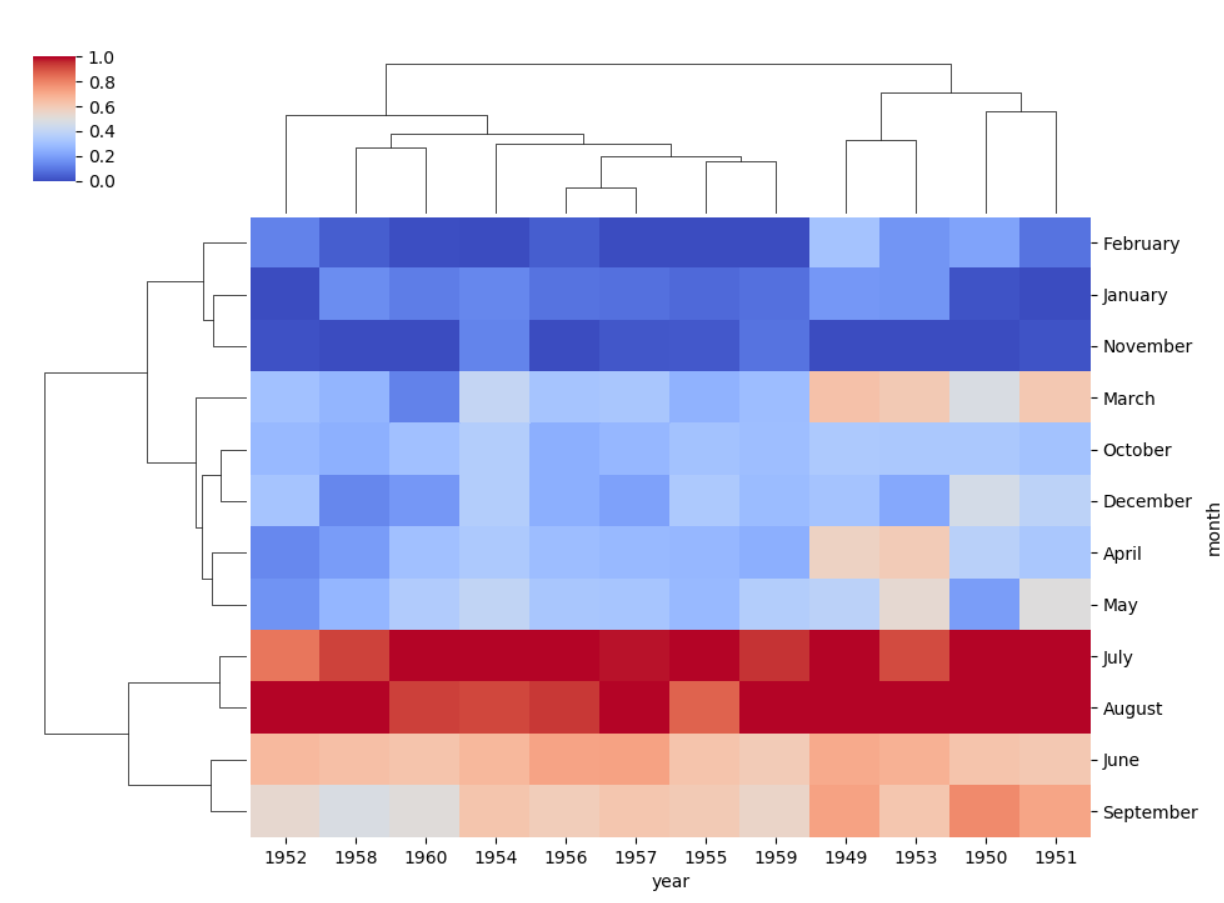 1.0
0.8
0.6
0.4
0.2
0.0
February
January
November
March
October
December
April
May
July
August
June
September
month
1952 1958 1960 1954 1956 1957 1955 1959 1949 1953 1950 1951
year